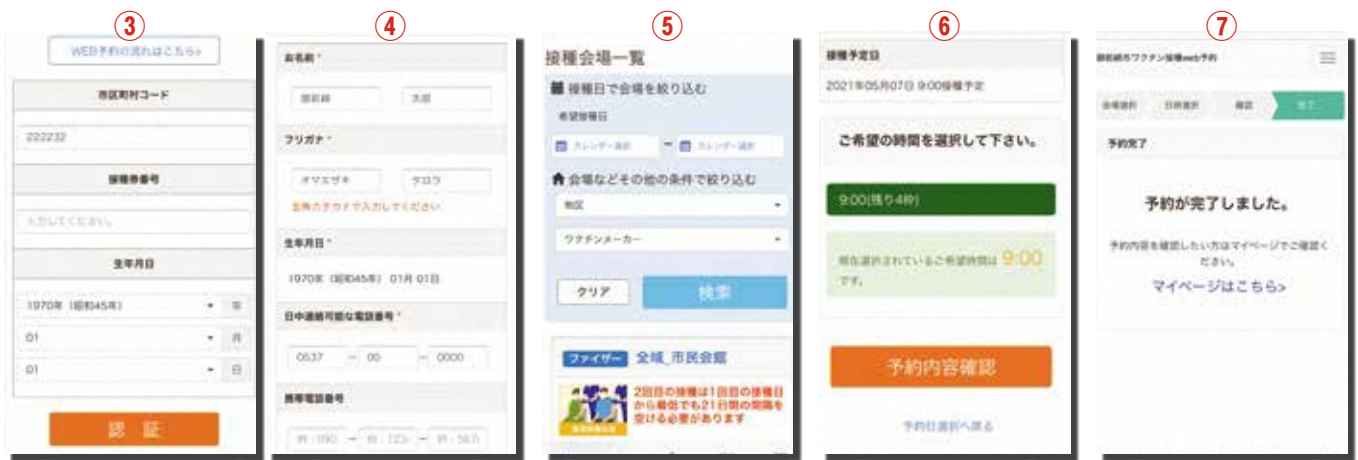 ③
WEB予約の流れはこちら>
市区町村コード
222232
接種券番号
入力してください。
生年月日
1970年 (昭和45年) 年
01 月
01 日
認 証
④
お名前*
御前崎 太郎
フリガナ*
オマエザキ タロウ
全角カタカナで入力してください
生年月日*
1970年 (昭和45年) 01月 01日
日中連絡可能な電話番号*
0537 - 00 - 0000
携帯電話番号
例:090 - 例:123 - 例:567
⑤
接種会場一覧
接種日で会場を絞り込む
希望接種日
カレンダー選択 - カレンダー選択
会場などその他の条件で絞り込む
地区
ワクチンメーカー
クリア 検索
ファイザー 全域_市民会館
2回目の接種は1回目の接種日
から最低でも21日間の間隔を
空ける必要があります
⑥
接種予定日
2021年05月07日 9:00接種予定
ご希望の時間を選択して下さい。
9:00(残り4枠)
現在選択されているご希望時間は 9:00
です。
予約内容確認
予約日選択へ戻る
⑦
御前崎市ワクチン接種web予約
会場選択 日時選択 確認 完了
予約完了
予約が完了しました。
予約内容を確認したい方はマイページでご確認く
ださい。
マイページはこちら>